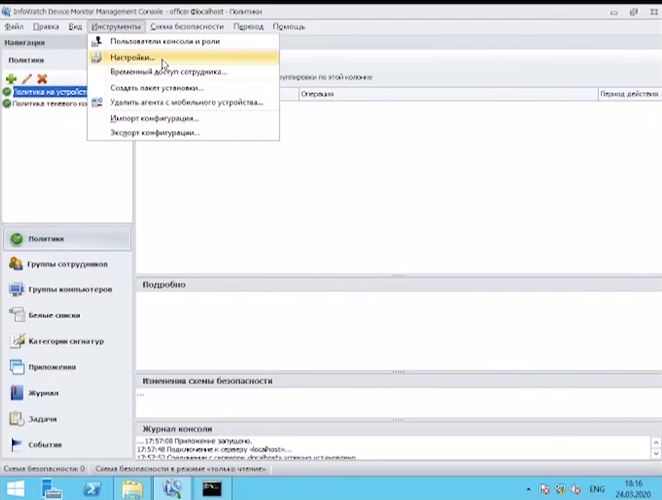 InfoWatch Device Monitor Management Console - officer@localhost - Политики
Файл Правка Вид Инструменты Схема безопасности Переход Помощь
Навигация
Пользователи консоли и роли
Политики
Настройки...
Временный доступ сотрудника...
группировки по этой колонке
Политика на устройст
Создать пакет установки...
Операция
Период действия
Политика теневого ко
Удалить агента с мобильного устройства...
Импорт конфигурации...
Экспорт конфигурации...
Политики
Группы сотрудников
Группы компьютеров
Подробно
Белые списки
Категории сигнатур
Приложения
Изменения схемы безопасности
Журнал
...
Задачи
Журнал консоли
События
...17:57:08 Приложение запущено.
17:57:48 Подключение к серверу «localhost»...
17:57:52 Соединение с сервером «localhost» успешно установлено.
Схема безопасности: 0 Схема безопасности в режиме «только чтение»
ENG
18:16
24.03.2020